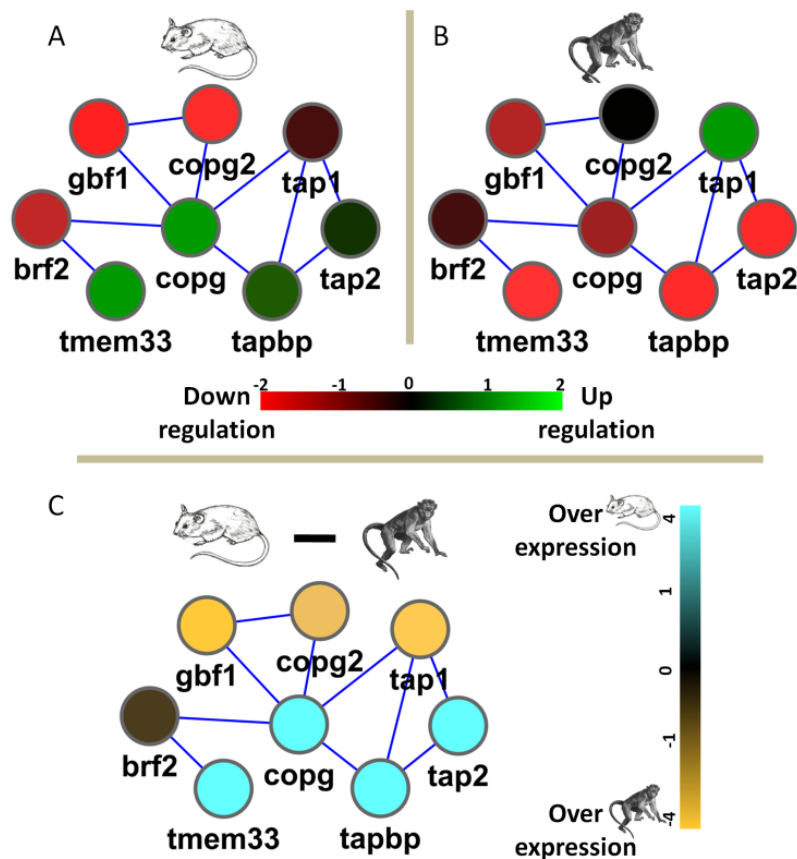 A
gbf1
copg2
tap1
brf2
copg
tap2
tmem33
tapbp
B
gbf1
copg2
tap1
brf2
copg
tap2
tmem33
tapbp
Down
regulation
-2 -1 0 1 2
Up
regulation
C
gbf1
copg2
tap1
brf2
copg
tap2
tmem33
tapbp
Over
expression
4
1
0
-1
-4
Over
expression